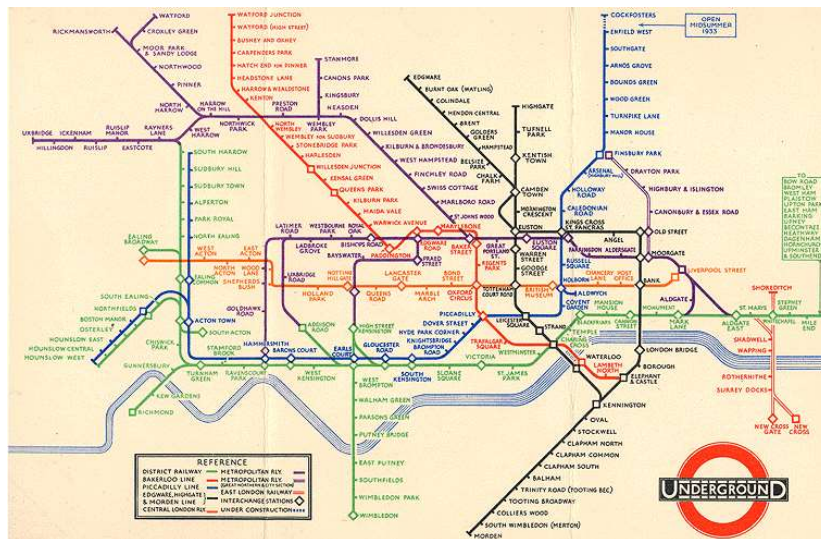 WATFORD
CROXLEY GREEN
RICKMANSWORTH
MOOR PARK
& SANDY LODGE
NORTHWOOD
PINNER
NORTH
HARROW
HARROW
ON THE HILL
WEST
HARROW
RAYNERS
LANE
EASTCOTE
RUISLIP
MANOR
RUISLIP
ICKENHAM
HILLINGDON
UXBRIDGE
NORTHWICK
PARK
PRESTON
ROAD
WEMBLEY
PARK
STANMORE
CANONS PARK
KINGSBURY
NEASDEN
DOLLIS HILL
WILLESDEN GREEN
KILBURN & BRONDESBURY
WEST HAMPSTEAD
FINCHLEY ROAD
SWISS COTTAGE
MARLBORO ROAD
ST. JOHNS WOOD
WATFORD JUNCTION
WATFORD (HIGH STREET)
BUSHEY AND OXHEY
CARPENDERS PARK
HATCH END FOR PINNER
HEADSTONE LANE
HARROW & WEALDSTONE
KENTON
NORTH
WEMBLEY
WEMBLEY FOR SUDBURY
STONEBRIDGE PARK
HARLESDEN
WILLESDEN JUNCTION
KENSAL GREEN
QUEENS PARK
KILBURN PARK
MAIDA VALE
WARWICK AVENUE
PADDINGTON
EDGWARE
ROAD
MARYLEBONE
BAKER
STREET
REGENTS
PARK
OXFORD
CIRCUS
PICCADILLY
TRAFALGAR
SQUARE
CHARING
CROSS
WATERLOO
LAMBETH
NORTH
ELEPHANT
& CASTLE
EDGWARE
BURNT OAK (WATLING)
COLINDALE
HENDON CENTRAL
BRENT
GOLDERS
GREEN
HAMPSTEAD
BELSIZE
PARK
CHALK
FARM
HIGHGATE
TUFNELL
PARK
KENTISH
TOWN
CAMDEN
TOWN
MORNINGTON
CRESCENT
EUSTON
WARREN
STREET
GOODGE
STREET
TOTTENHAM
COURT ROAD
LEICESTER
SQUARE
STRAND
KINGS CROSS
ST. PANCRAS
ANGEL
OLD STREET
MOORGATE
BANK
LONDON BRIDGE
BOROUGH
KENNINGTON
OVAL
STOCKWELL
CLAPHAM NORTH
CLAPHAM COMMON
CLAPHAM SOUTH
BALHAM
TRINITY ROAD (TOOTING BEC)
TOOTING BROADWAY
COLLIERS WOOD
SOUTH WIMBLEDON (MERTON)
MORDEN
COCKFOSTERS
ENFIELD WEST
OPEN
MIDSUMMER
1933
SOUTHGATE
ARNOS GROVE
BOUNDS GREEN
WOOD GREEN
TURNPIKE LANE
MANOR HOUSE
FINSBURY PARK
ARSENAL
(HIGHBURY HILL)
HOLLOWAY
ROAD
CALEDONIAN
ROAD
RUSSELL
SQUARE
HOLBORN
ALDWYCH
COVENT
GARDEN
DRAYTON PARK
HIGHBURY & ISLINGTON
CANONBURY & ESSEX ROAD
DOVER STREET
HYDE PARK CORNER
KNIGHTSBRIDGE
BROMPTON
ROAD
SOUTH
KENSINGTON
GLOUCESTER
ROAD
EARLS
COURT
BARONS COURT
HAMMERSMITH
ACTON TOWN
SOUTH EALING
NORTHFIELDS
BOSTON MANOR
OSTERLEY
HOUNSLOW EAST
HOUNSLOW CENTRAL
HOUNSLOW WEST
SOUTH HARROW
SUDBURY HILL
SUDBURY TOWN
ALPERTON
PARK ROYAL
NORTH EALING
EALING
COMMON
EALING
BROADWAY
WEST
ACTON
NORTH
ACTON
EAST
ACTON
WOOD LANE
SHEPHERDS
BUSH
HOLLAND
PARK
NOTTING
HILL GATE
QUEENS
ROAD
LANCASTER
GATE
MARBLE
ARCH
BOND
STREET
BRITISH
MUSEUM
CHANCERY
LANE
POST
OFFICE
LIVERPOOL STREET
LATIMER
ROAD
LADBROKE
GROVE
WESTBOURNE PARK
ROYAL
OAK
BISHOPS ROAD
BAYSWATER
PRAED
STREET
UXBRIDGE
ROAD
GOLDHAWK
ROAD
ADDISON
ROAD
HIGH STREET
KENSINGTON
GREAT
PORTLAND
ST.
EUSTON
SQUARE
FARRINGDON
ALDERSGATE
ALDGATE
SOUTH ACTON
CHISWICK
PARK
GUNNERSBURY
KEW GARDENS
RICHMOND
TURNHAM
GREEN
STAMFORD
BROOK
RAVENSCOURT
PARK
WEST
KENSINGTON
WEST
BROMPTON
WALHAM GREEN
PARSONS GREEN
PUTNEY BRIDGE
EAST PUTNEY
SOUTHFIELDS
WIMBLEDON PARK
WIMBLEDON
SLOANE
SQUARE
VICTORIA
ST. JAMES
PARK
WESTMINSTER
TEMPLE
BLACKFRIARS
MANSION
HOUSE
CANNON
STREET
MONUMENT
MARK
LANE
ALDGATE
EAST
ST. MARYS
WHITECHAPEL
STEPNEY
GREEN
MILE
END
SHOREDITCH
SHADWELL
WAPPING
ROTHERHITHE
SURREY DOCKS
NEW CROSS
GATE
NEW
CROSS
TO
BOW ROAD
BROMLEY
WEST HAM
PLAISTOW
UPTON PARK
EAST HAM
BARKING
UPNEY
BECONTREE
HEATHWAY
DAGENHAM
HORNCHURCH
UPMINSTER
& SOUTHEND
REFERENCE
DISTRICT RAILWAY
BAKERLOO LINE
PICCADILLY LINE
EDGWARE, HIGHGATE
& MORDEN LINE
CENTRAL LONDON RLY.
METROPOLITAN RLY.
METROPOLITAN RLY.
(GREAT NORTHERN & CITY SECTION)
EAST LONDON RAILWAY
INTERCHANGE STATIONS
UNDER CONSTRUCTION
UNDERGROUND